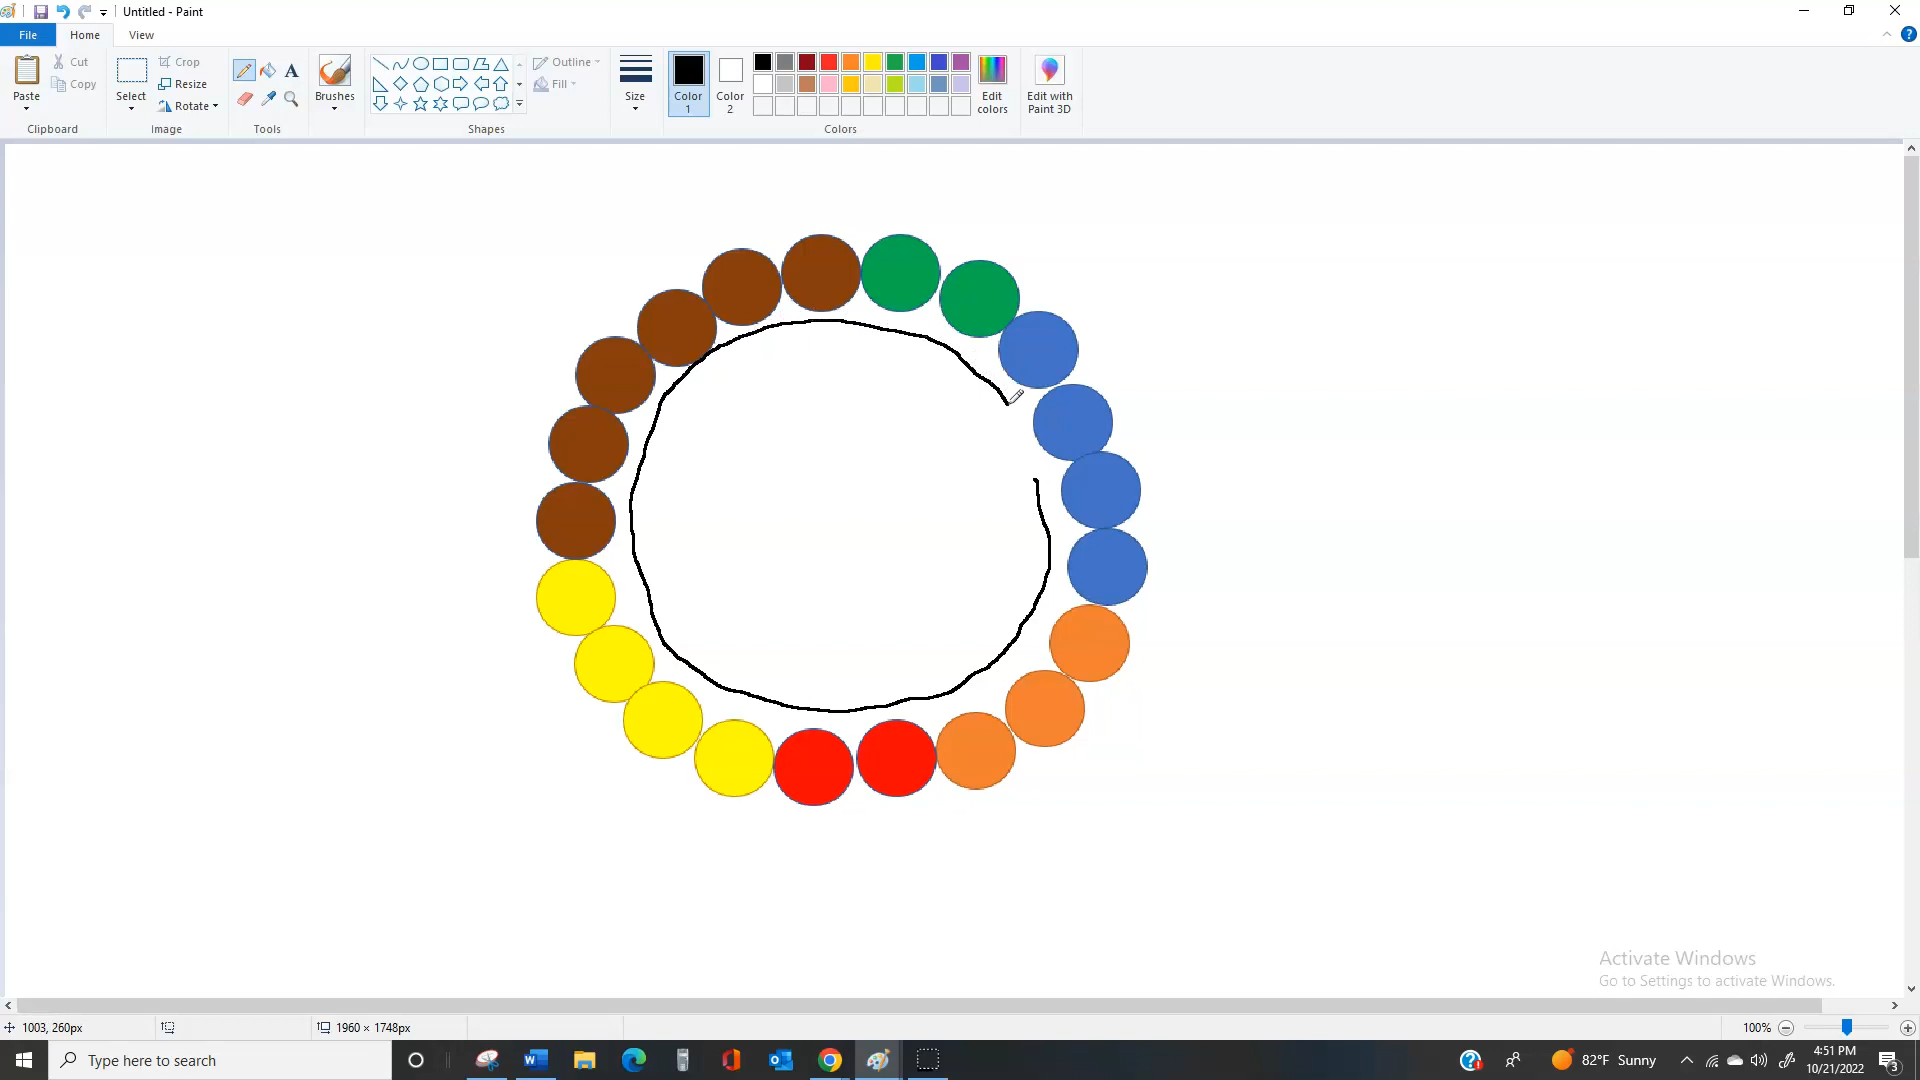 Untitled - Paint
File Home View
Paste
Cut
Copy
Clipboard
Select
Crop
Resize
Rotate
Image
Tools
Brushes
Outline
Fill
Shapes
Size
Color 1
Color 2
Edit colors
Colors
Edit with Paint 3D
Activate Windows
Go to Settings to activate Windows.
1003, 260px
1960 × 1748px
100%
Type here to search
82°F Sunny
4:51 PM
10/21/2022
3